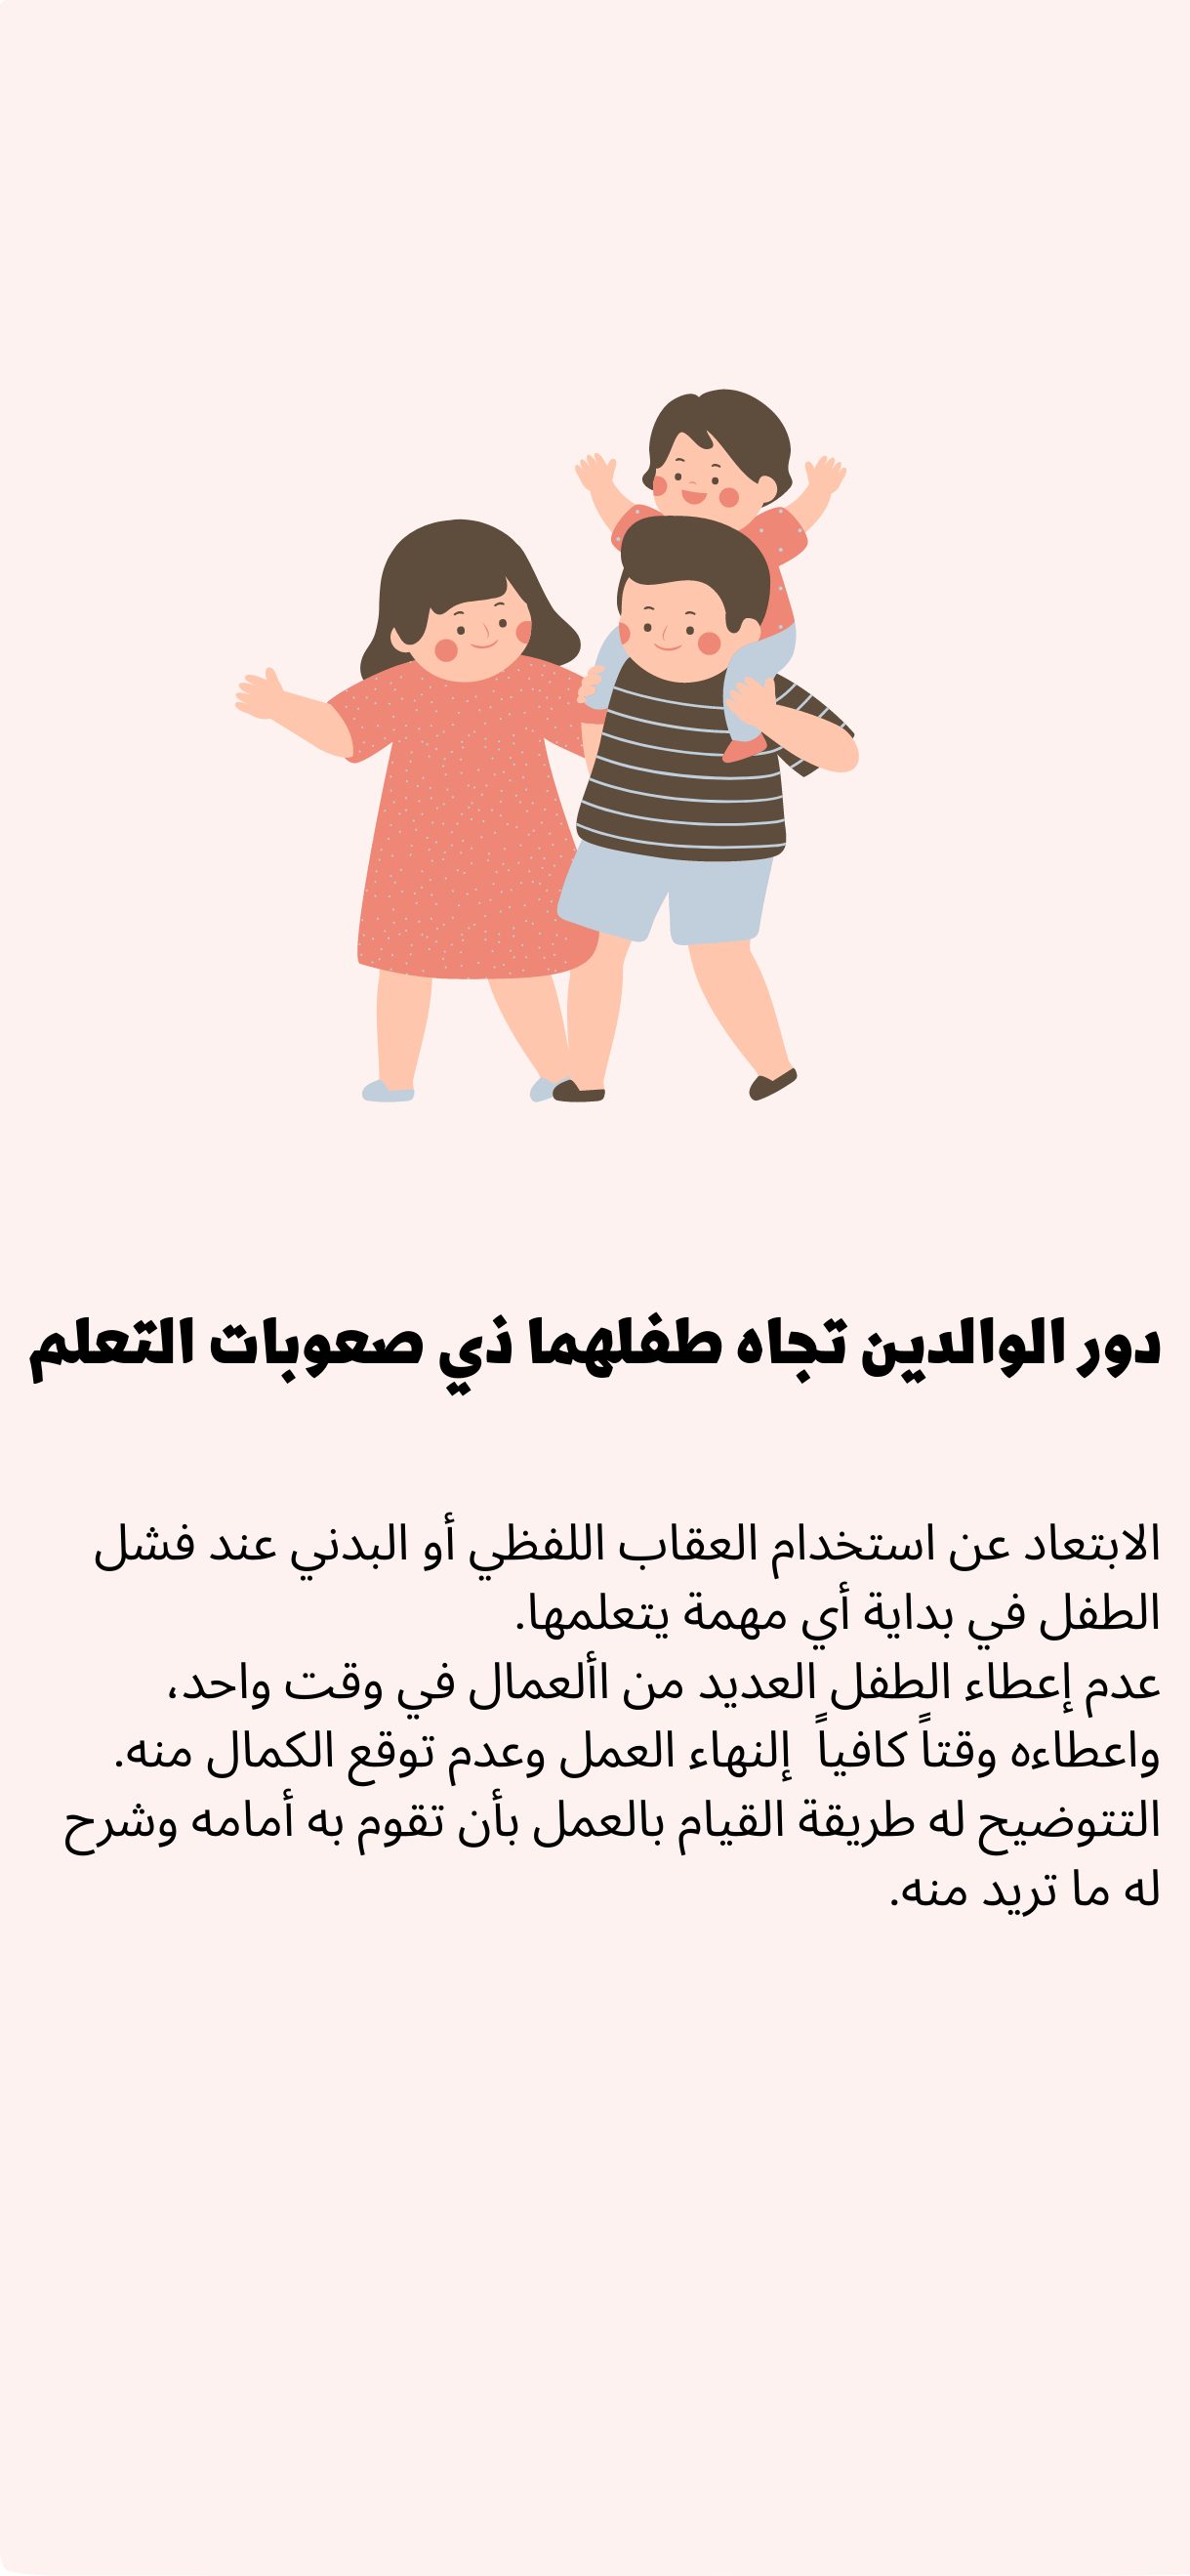 دور الوالدين تجاه طفلهما ذي صعوبات التعلم
الابتعاد عن استخدام العقاب اللفظي أو البدني عند فشل
الطفل في بداية أي مهمة يتعلمها.
عدم إعطاء الطفل العديد من األعمال في وقت واحد،
واعطاءه وقتاً كافياً  إلنهاء العمل وعدم توقع الكمال منه.
التتوضيح له طريقة القيام بالعمل بأن تقوم به أمامه وشرح
له ما تريد منه.